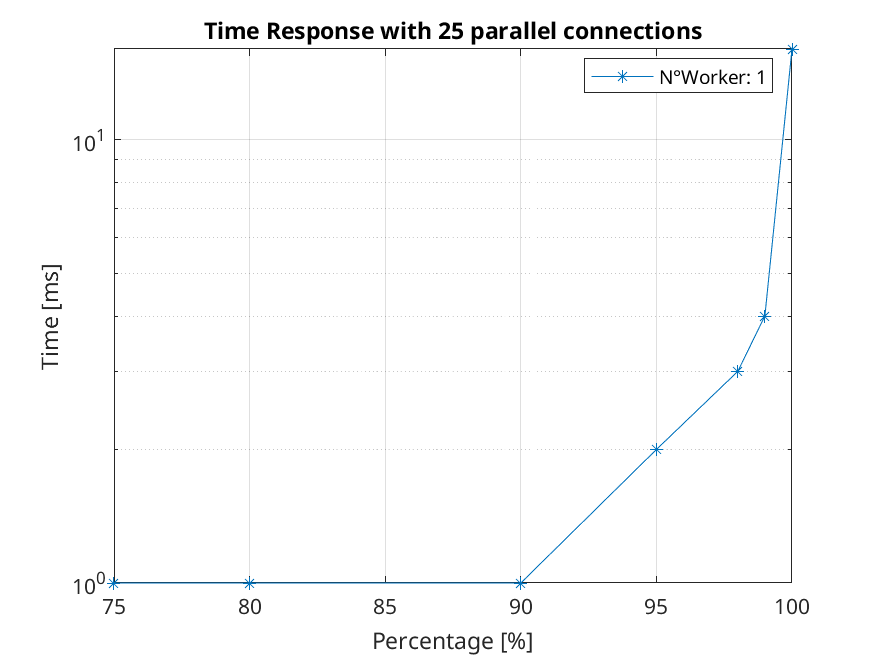 Time Response with 25 parallel connections
N°Worker: 1
10¹
10⁰
Time [ms]
75 80 85 90 95 100
Percentage [%]